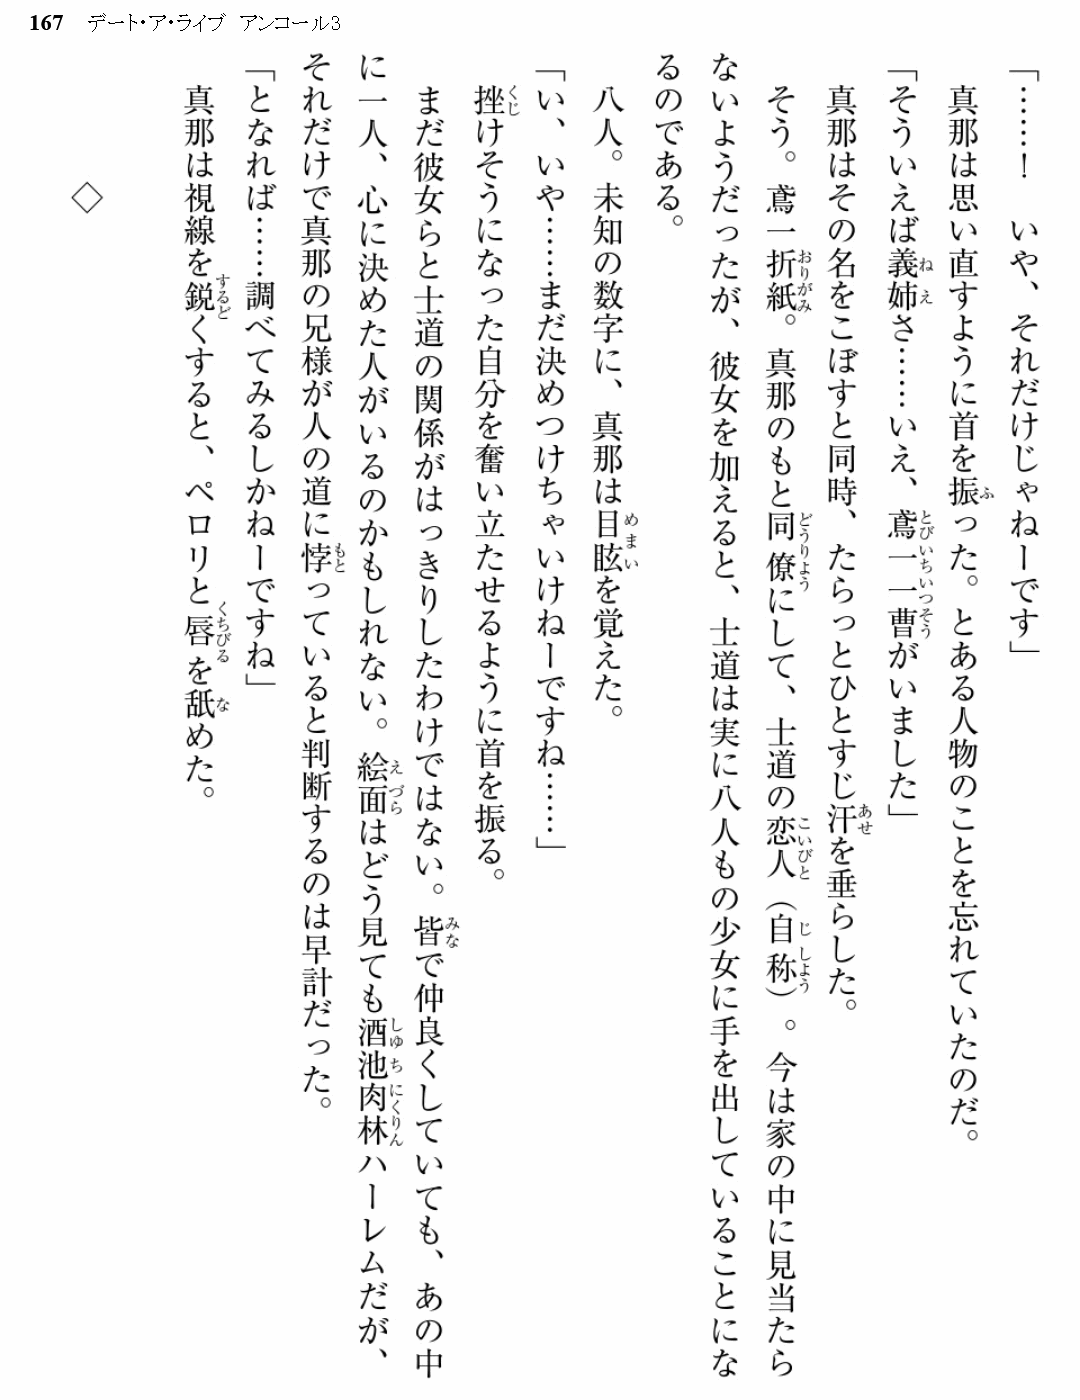 167 デート・ア・ライブ アンコール3
「……！　いや、それだけじゃねーです」
真那は思い直すように首を振った。とある人物のことを忘れていたのだ。
「そういえば義姉さ……いえ、鳶一一曹がいました」
真那はその名をこぼすと同時、たらっとひとすじ汗を垂らした。
そう。鳶一折紙。真那のもと同僚にして、士道の恋人（自称）。今は家の中に見当たら
ないようだったが、彼女を加えると、士道は実に八人もの少女に手を出していることにな
るのである。
八人。未知の数字に、真那は目眩を覚えた。
「い、いや……まだ決めつけちゃいけねーですね……」
挫けそうになった自分を奮い立たせるように首を振る。
まだ彼女らと士道の関係がはっきりしたわけではない。皆で仲良くしていても、あの中
に一人、心に決めた人がいるのかもしれない。絵面はどう見ても酒池肉林ハーレムだが、
それだけで真那の兄様が人の道に悖っていると判断するのは早計だった。
「となれば……調べてみるしかねーですね」
真那は視線を鋭くすると、ペロリと唇を舐めた。
◇